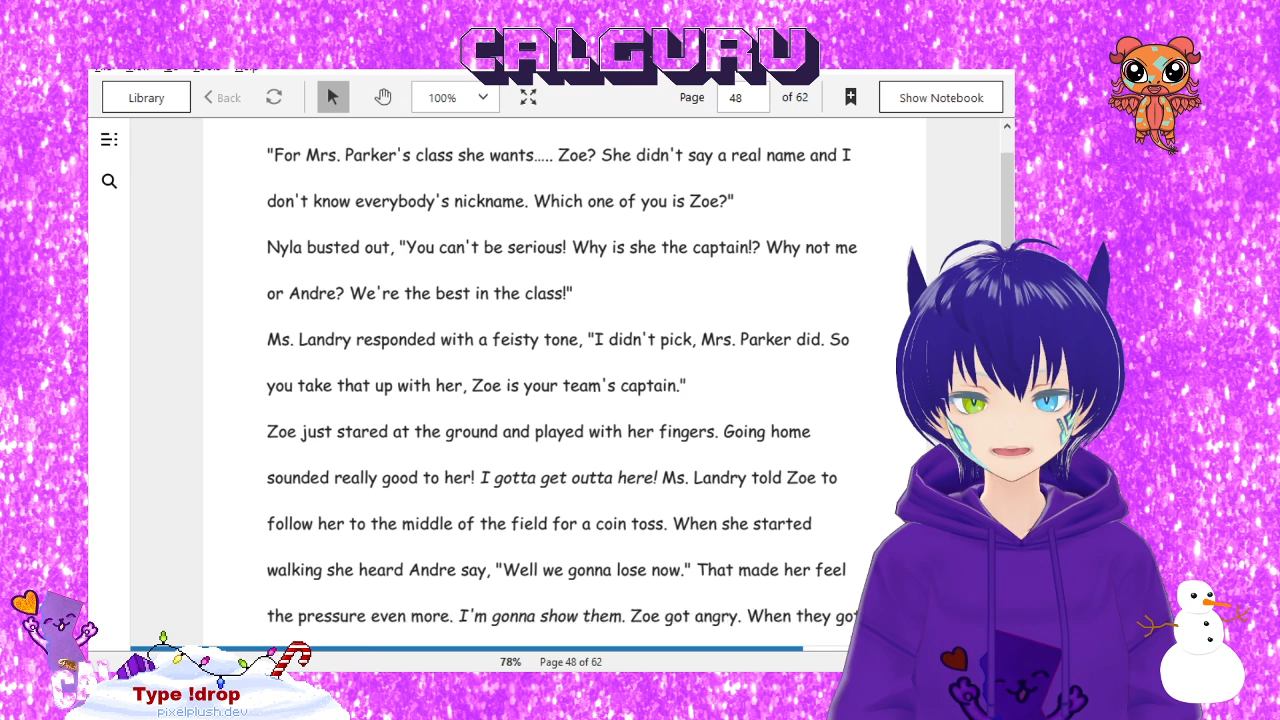 CALGURU
Library
Back
100%
Page 48 of 62
Show Notebook
"For Mrs. Parker's class she wants..... Zoe? She didn't say a real name and I
don't know everybody's nickname. Which one of you is Zoe?"
Nyla busted out, "You can't be serious! Why is she the captain!? Why not me
or Andre? We're the best in the class!"
Ms. Landry responded with a feisty tone, "I didn't pick, Mrs. Parker did. So
you take that up with her, Zoe is your team's captain."
Zoe just stared at the ground and played with her fingers. Going home
sounded really good to her! I gotta get outta here! Ms. Landry told Zoe to
follow her to the middle of the field for a coin toss. When she started
walking she heard Andre say, "Well we gonna lose now." That made her feel
the pressure even more. I'm gonna show them. Zoe got angry. When they got
78% Page 48 of 62
Type !drop
pixelplush.dev